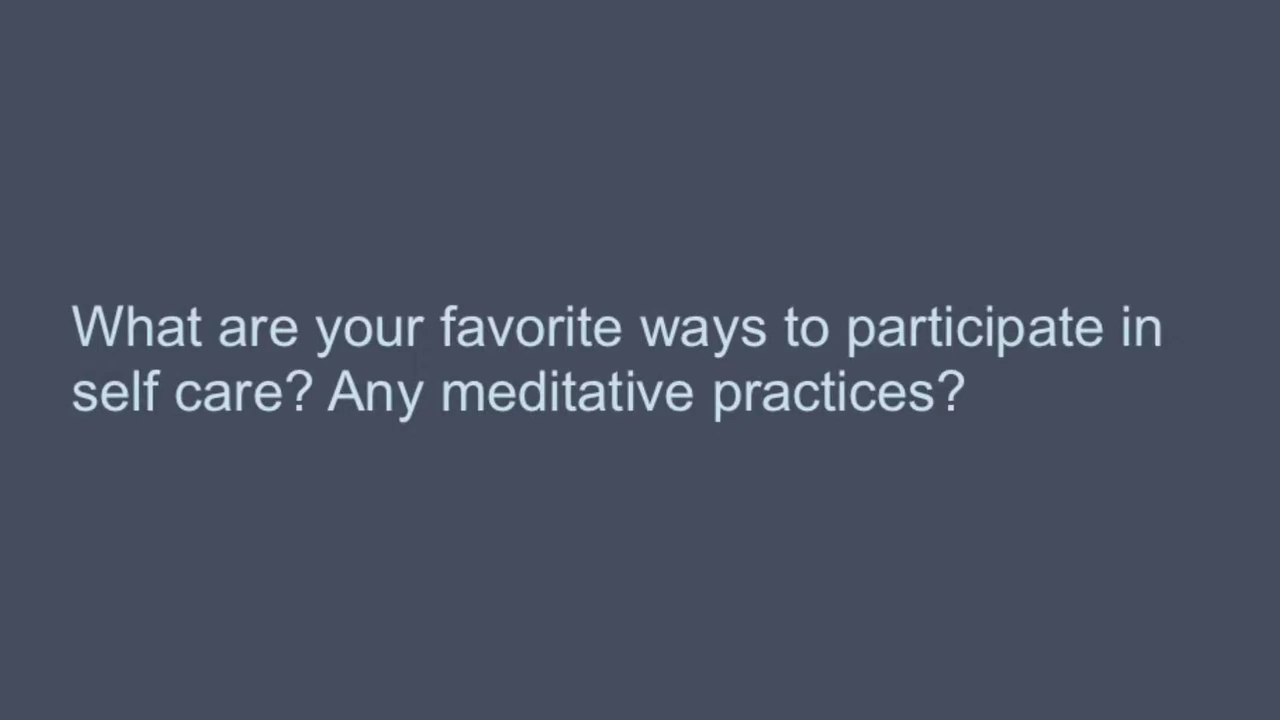 What are your favorite ways to participate in
self care? Any meditative practices?